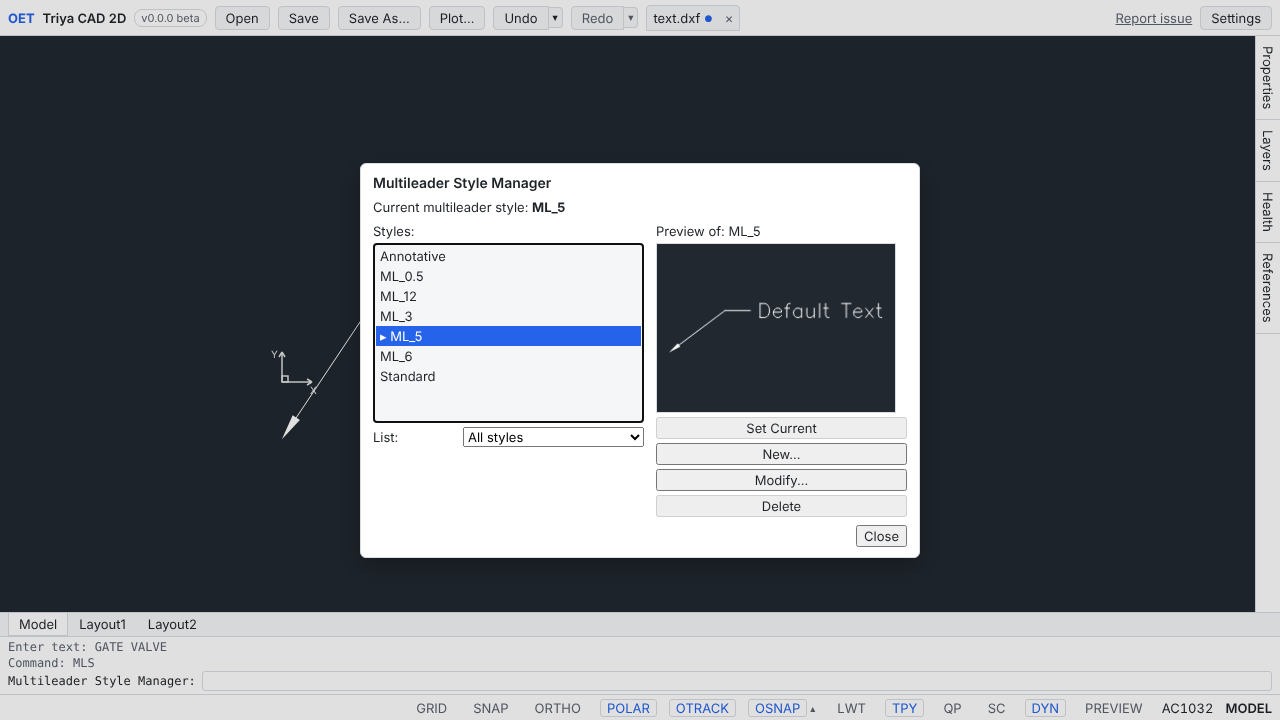 OET Triya CAD 2D v0.0.0 beta Open Save Save As... Plot... Undo ▾ Redo ▾ text.dxf ● × Report issue Settings
Properties
Layers
Health
References
Y
X
Multileader Style Manager
Current multileader style: ML_5
Styles:
Annotative
ML_0.5
ML_12
ML_3
▸ ML_5
ML_6
Standard
List: All styles
Preview of: ML_5
Default Text
Set Current
New...
Modify...
Delete
Close
Model Layout1 Layout2
Enter text: GATE VALVE
Command: MLS
Multileader Style Manager:
GRID SNAP ORTHO POLAR OTRACK OSNAP ▴ LWT TPY QP SC DYN PREVIEW AC1032 MODEL